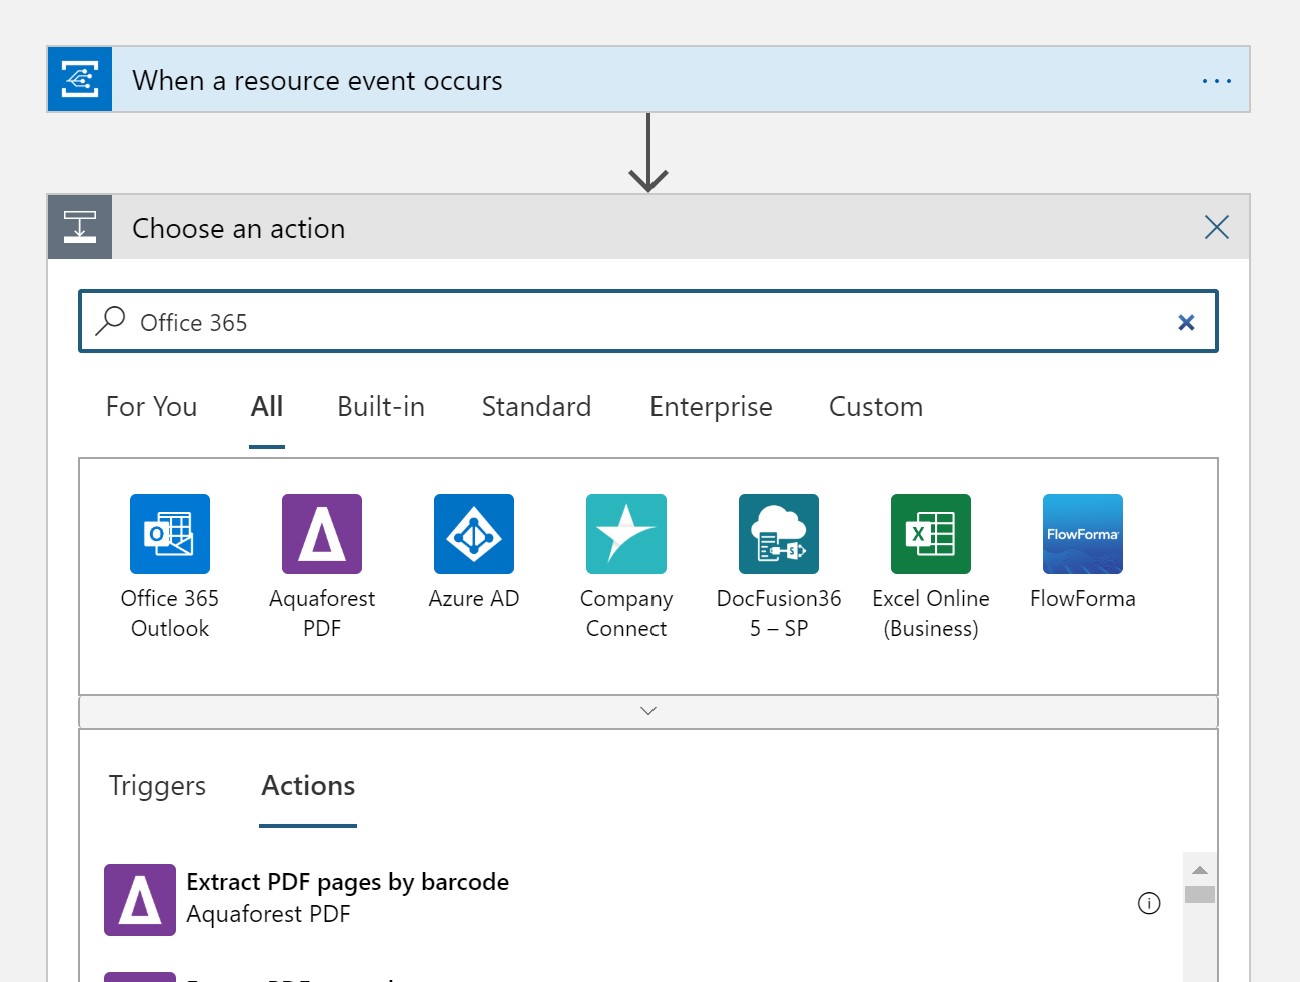 When a resource event occurs
Choose an action
Office 365
For You All Built-in Standard Enterprise Custom
FlowForma
Office 365 Outlook
Aquaforest PDF
Azure AD
Company Connect
DocFusion36
5 – SP
Excel Online (Business)
FlowForma
Triggers Actions
Extract PDF pages by barcode
Aquaforest PDF